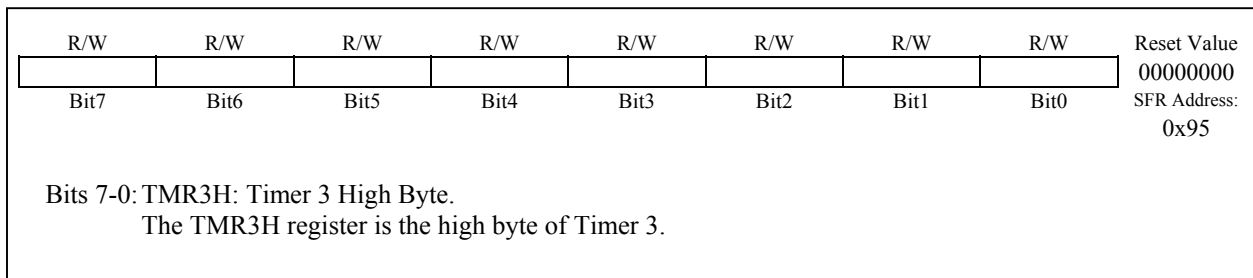 R/W R/W R/W R/W R/W R/W R/W R/W Reset Value
00000000
Bit7 Bit6 Bit5 Bit4 Bit3 Bit2 Bit1 Bit0 SFR Address:
0x95
Bits 7-0: TMR3H: Timer 3 High Byte.
The TMR3H register is the high byte of Timer 3.